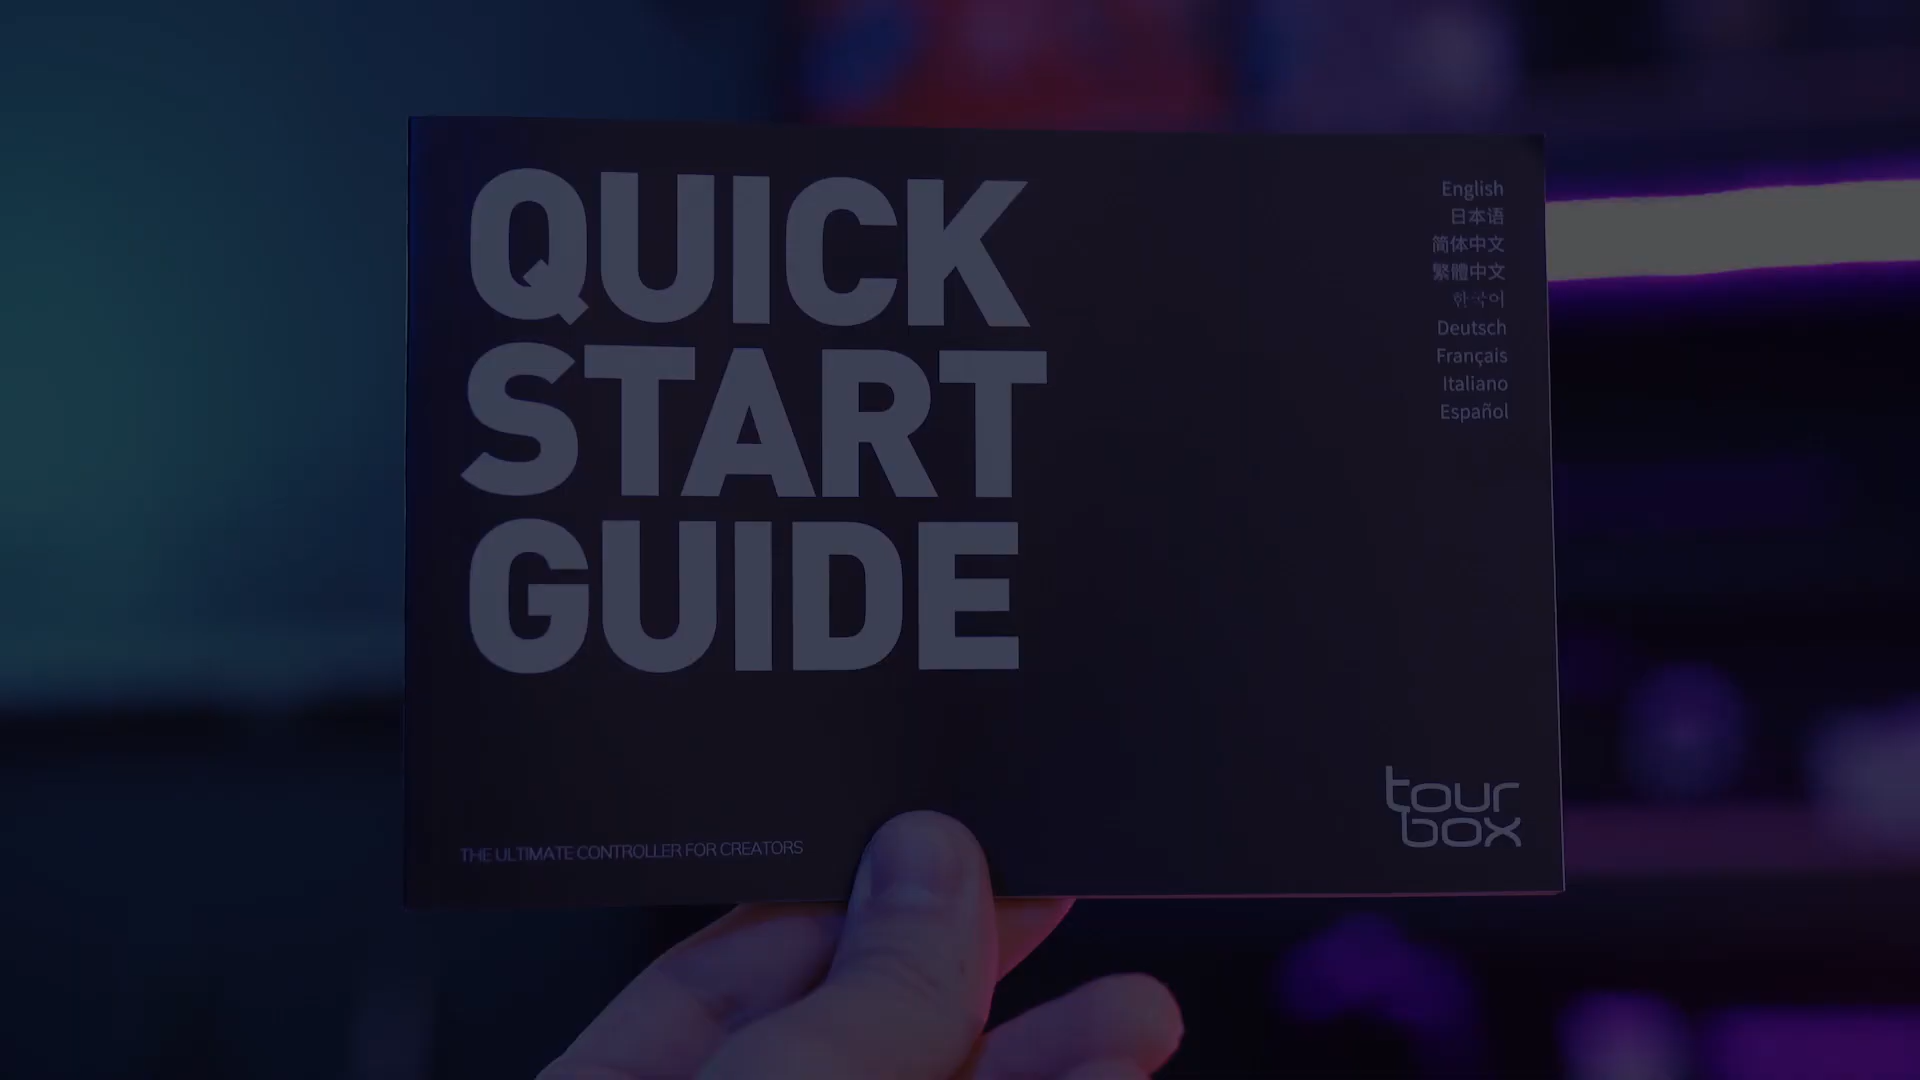 QUICK
START
GUIDE
English
日本语
简体中文
繁體中文
한국어
Deutsch
Français
Italiano
Español
THE ULTIMATE CONTROLLER FOR CREATORS
tour
box